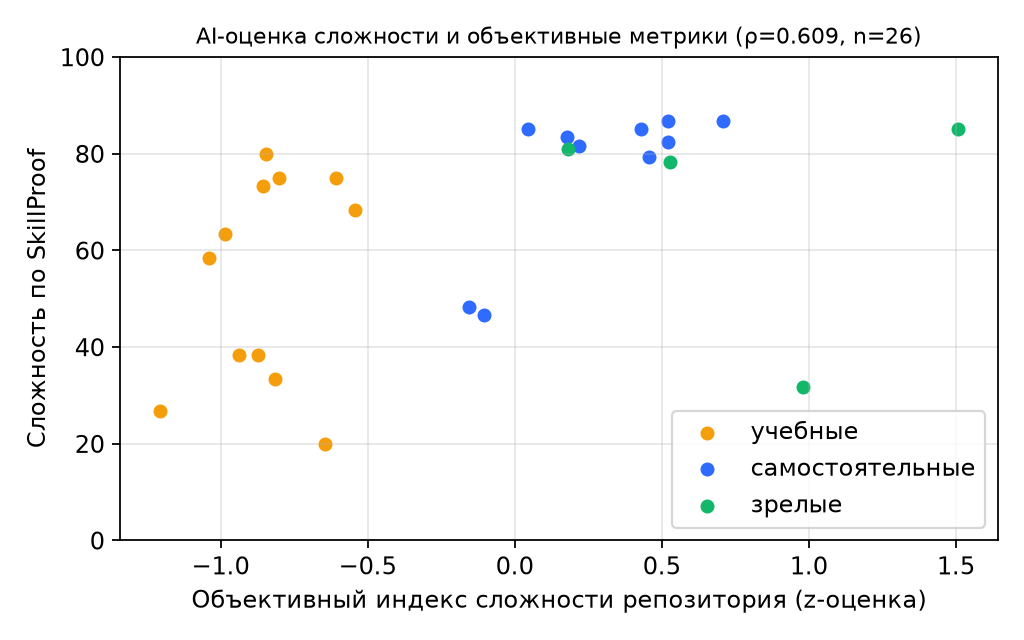 AI-оценка сложности и объективные метрики (ρ=0.609, n=26)
Сложность по SkillProof
100
80
60
40
20
0
−1.0
−0.5
0.0
0.5
1.0
1.5
учебные
самостоятельные
зрелые
Объективный индекс сложности репозитория (z-оценка)